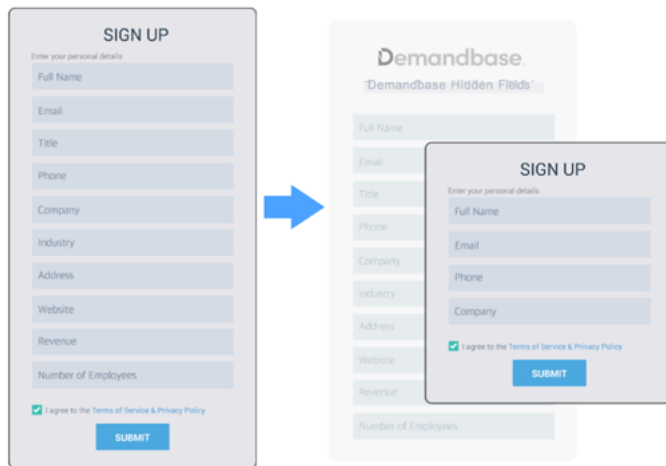 SIGN UP
Enter your personal details
Full Name
Email
Title
Phone
Company
Industry
Address
Website
Revenue
Number of Employees
I agree to the Terms of Service & Privacy Policy
SUBMIT
Demandbase
"Demandbase Hidden Fields"
Full Name
Email
Title
Phone
Company
Industry
Address
Website
Revenue
Number of Employees
SIGN UP
Enter your personal details
Full Name
Email
Phone
Company
I agree to the Terms of Service & Privacy Policy
SUBMIT